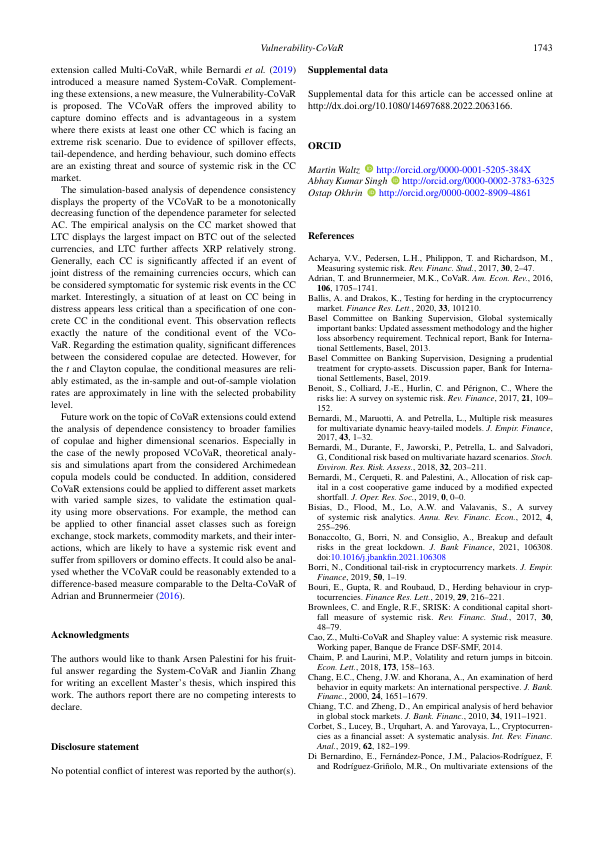 Vulnerability-CoVaR
1743
extension called Multi-CoVaR, while Bernardi et al. (2019)
introduced a measure named System-CoVaR. Complement-
ing these extensions, a new measure, the Vulnerability-CoVaR
is proposed. The VCoVaR offers the improved ability to
capture domino effects and is advantageous in a system
where there exists at least one other CC which is facing an
extreme risk scenario. Due to evidence of spillover effects,
tail-dependence, and herding behaviour, such domino effects
are an existing threat and source of systemic risk in the CC
market.
The simulation-based analysis of dependence consistency
displays the property of the VCoVaR to be a monotonically
decreasing function of the dependence parameter for selected
AC. The empirical analysis on the CC market showed that
LTC displays the largest impact on BTC out of the selected
currencies, and LTC further affects XRP relatively strong.
Generally, each CC is significantly affected if an event of
joint distress of the remaining currencies occurs, which can
be considered symptomatic for systemic risk events in the CC
market. Interestingly, a situation of at least on CC being in
distress appears less critical than a specification of one con-
crete CC in the conditional event. This observation reflects
exactly the nature of the conditional event of the VCo-
VaR. Regarding the estimation quality, significant differences
between the considered copulae are detected. However, for
the t and Clayton copulae, the conditional measures are reli-
ably estimated, as the in-sample and out-of-sample violation
rates are approximately in line with the selected probability
level.
Future work on the topic of CoVaR extensions could extend
the analysis of dependence consistency to broader families
of copulae and higher dimensional scenarios. Especially in
the case of the newly proposed VCoVaR, theoretical analy-
sis and simulations apart from the considered Archimedean
copula models could be conducted. In addition, considered
CoVaR extensions could be applied to different asset markets
with varied sample sizes, to validate the estimation qual-
ity using more observations. For example, the method can
be applied to other financial asset classes such as foreign
exchange, stock markets, commodity markets, and their inter-
actions, which are likely to have a systemic risk event and
suffer from spillovers or domino effects. It could also be anal-
ysed whether the VCoVaR could be reasonably extended to a
difference-based measure comparable to the Delta-CoVaR of
Adrian and Brunnermeier (2016).
Acknowledgments
The authors would like to thank Arsen Palestini for his fruit-
ful answer regarding the System-CoVaR and Jianlin Zhang
for writing an excellent Master's thesis, which inspired this
work. The authors report there are no competing interests to
declare.
Disclosure statement
No potential conflict of interest was reported by the author(s).
Supplemental data
Supplemental data for this article can be accessed online at
http://dx.doi.org/10.1080/14697688.2022.2063166.
ORCID
Martin Waltz http://orcid.org/0000-0001-5205-384X
Abhay Kumar Singh http://orcid.org/0000-0002-3783-6325
Ostap Okhrin http://orcid.org/0000-0002-8909-4861
References
Acharya, V.V., Pedersen, L.H., Philippon, T. and Richardson, M.,
Measuring systemic risk. Rev. Financ. Stud., 2017, 30, 2–47.
Adrian, T. and Brunnermeier, M.K., CoVaR. Am. Econ. Rev., 2016,
106, 1705–1741.
Ballis, A. and Drakos, K., Testing for herding in the cryptocurrency
market. Finance Res. Lett., 2020, 33, 101210.
Basel Committee on Banking Supervision, Global systemically
important banks: Updated assessment methodology and the higher
loss absorbency requirement. Technical report, Bank for Interna-
tional Settlements, Basel, 2013.
Basel Committee on Banking Supervision, Designing a prudential
treatment for crypto-assets. Discussion paper, Bank for Interna-
tional Settlements, Basel, 2019.
Benoit, S., Colliard, J.-E., Hurlin, C. and Pérignon, C., Where the
risks lie: A survey on systemic risk. Rev. Finance, 2017, 21, 109–
152.
Bernardi, M., Maruotti, A. and Petrella, L., Multiple risk measures
for multivariate dynamic heavy-tailed models. J. Empir. Finance,
2017, 43, 1–32.
Bernardi, M., Durante, F., Jaworski, P., Petrella, L. and Salvadori,
G., Conditional risk based on multivariate hazard scenarios. Stoch.
Environ. Res. Risk. Assess., 2018, 32, 203–211.
Bernardi, M., Cerqueti, R. and Palestini, A., Allocation of risk cap-
ital in a cost cooperative game induced by a modified expected
shortfall. J. Oper. Res. Soc., 2019, 0, 0–0.
Bisias, D., Flood, M., Lo, A.W. and Valavanis, S., A survey
of systemic risk analytics. Annu. Rev. Financ. Econ., 2012, 4,
255–296.
Bonaccolto, G., Borri, N. and Consiglio, A., Breakup and default
risks in the great lockdown. J. Bank Finance, 2021, 106308.
doi:10.1016/j.jbankfin.2021.106308
Borri, N., Conditional tail-risk in cryptocurrency markets. J. Empir.
Finance, 2019, 50, 1–19.
Bouri, E., Gupta, R. and Roubaud, D., Herding behaviour in cryp-
tocurrencies. Finance Res. Lett., 2019, 29, 216–221.
Brownlees, C. and Engle, R.F., SRISK: A conditional capital short-
fall measure of systemic risk. Rev. Financ. Stud., 2017, 30,
48–79.
Cao, Z., Multi-CoVaR and Shapley value: A systemic risk measure.
Working paper, Banque de France DSF-SMF, 2014.
Chaim, P. and Laurini, M.P., Volatility and return jumps in bitcoin.
Econ. Lett., 2018, 173, 158–163.
Chang, E.C., Cheng, J.W. and Khorana, A., An examination of herd
behavior in equity markets: An international perspective. J. Bank.
Financ., 2000, 24, 1651–1679.
Chiang, T.C. and Zheng, D., An empirical analysis of herd behavior
in global stock markets. J. Bank. Financ., 2010, 34, 1911–1921.
Corbet, S., Lucey, B., Urquhart, A. and Yarovaya, L., Cryptocurren-
cies as a financial asset: A systematic analysis. Int. Rev. Financ.
Anal., 2019, 62, 182–199.
Di Bernardino, E., Fernández-Ponce, J.M., Palacios-Rodríguez, F.
and Rodríguez-Griñolo, M.R., On multivariate extensions of the